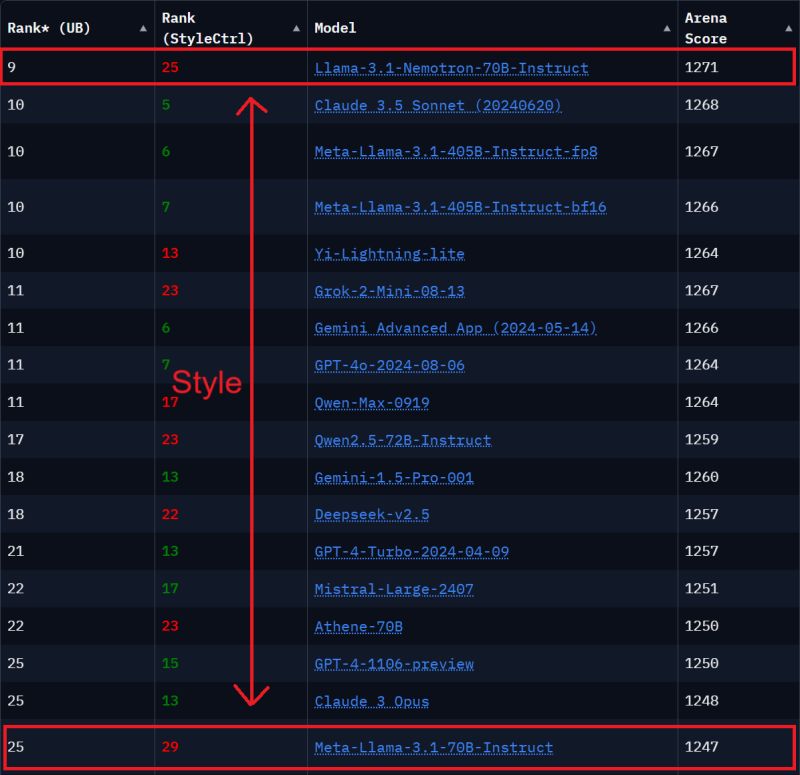 Rank* (UB) Rank (StyleCtrl) Model Arena Score
9 25 Llama-3.1-Nemotron-70B-Instruct 1271
10 5 Claude 3.5 Sonnet (20240620) 1268
10 6 Meta-Llama-3.1-405B-Instruct-fp8 1267
10 7 Meta-Llama-3.1-405B-Instruct-bf16 1266
10 13 Yi-Lightning-lite 1264
11 23 Grok-2-Mini-08-13 1267
11 6 Gemini Advanced App (2024-05-14) 1266
11 7 GPT-4o-2024-08-06 1264
Style
11 17 Qwen-Max-0919 1264
17 23 Qwen2.5-72B-Instruct 1259
18 13 Gemini-1.5-Pro-001 1260
18 22 Deepseek-v2.5 1257
21 13 GPT-4-Turbo-2024-04-09 1257
22 17 Mistral-Large-2407 1251
22 23 Athene-70B 1250
25 15 GPT-4-1106-preview 1250
25 13 Claude 3 Opus 1248
25 29 Meta-Llama-3.1-70B-Instruct 1247